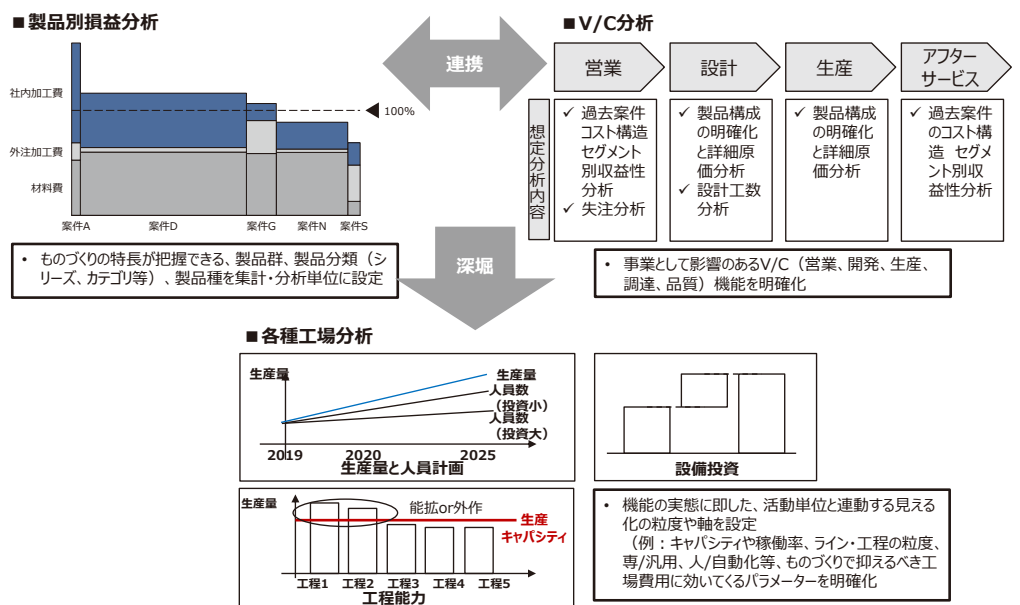 ■製品別損益分析
社内加工費
外注加工費
材料費
100%
案件A
案件D
案件G
案件N
案件S
• ものづくりの特長が把握できる、製品群、製品分類（シ
リーズ、カテゴリ等）、製品種を集計・分析単位に設定
連携
深堀
■V/C分析
営業
設計
生産
アフター
サービス
想定分析内容
✓ 過去案件
コスト構造
セグメント
別収益性
分析
✓ 失注分析
✓ 製品構成
の明確化
と詳細原
価分析
✓ 設計工数
分析
✓ 製品構成
の明確化
と詳細原
価分析
✓ 過去案件
のコスト構
造 セグメ
ント別収
益性分析
• 事業として影響のあるV/C（営業、開発、生産、
調達、品質）機能を明確化
■各種工場分析
生産量
生産量
人員数
（投資小）
人員数
（投資大）
2019
2020
2025
生産量と人員計画
設備投資
生産量
能拡or外作
生産
キャパシティ
工程1
工程2
工程3
工程4
工程5
工程能力
• 機能の実態に即した、活動単位と連動する見える
化の粒度や軸を設定
（例：キャパシティや稼働率、ライン・工程の粒度、
専/汎用、人/自動化等、ものづくりで抑えるべき工
場費用に効いてくるパラメーターを明確化